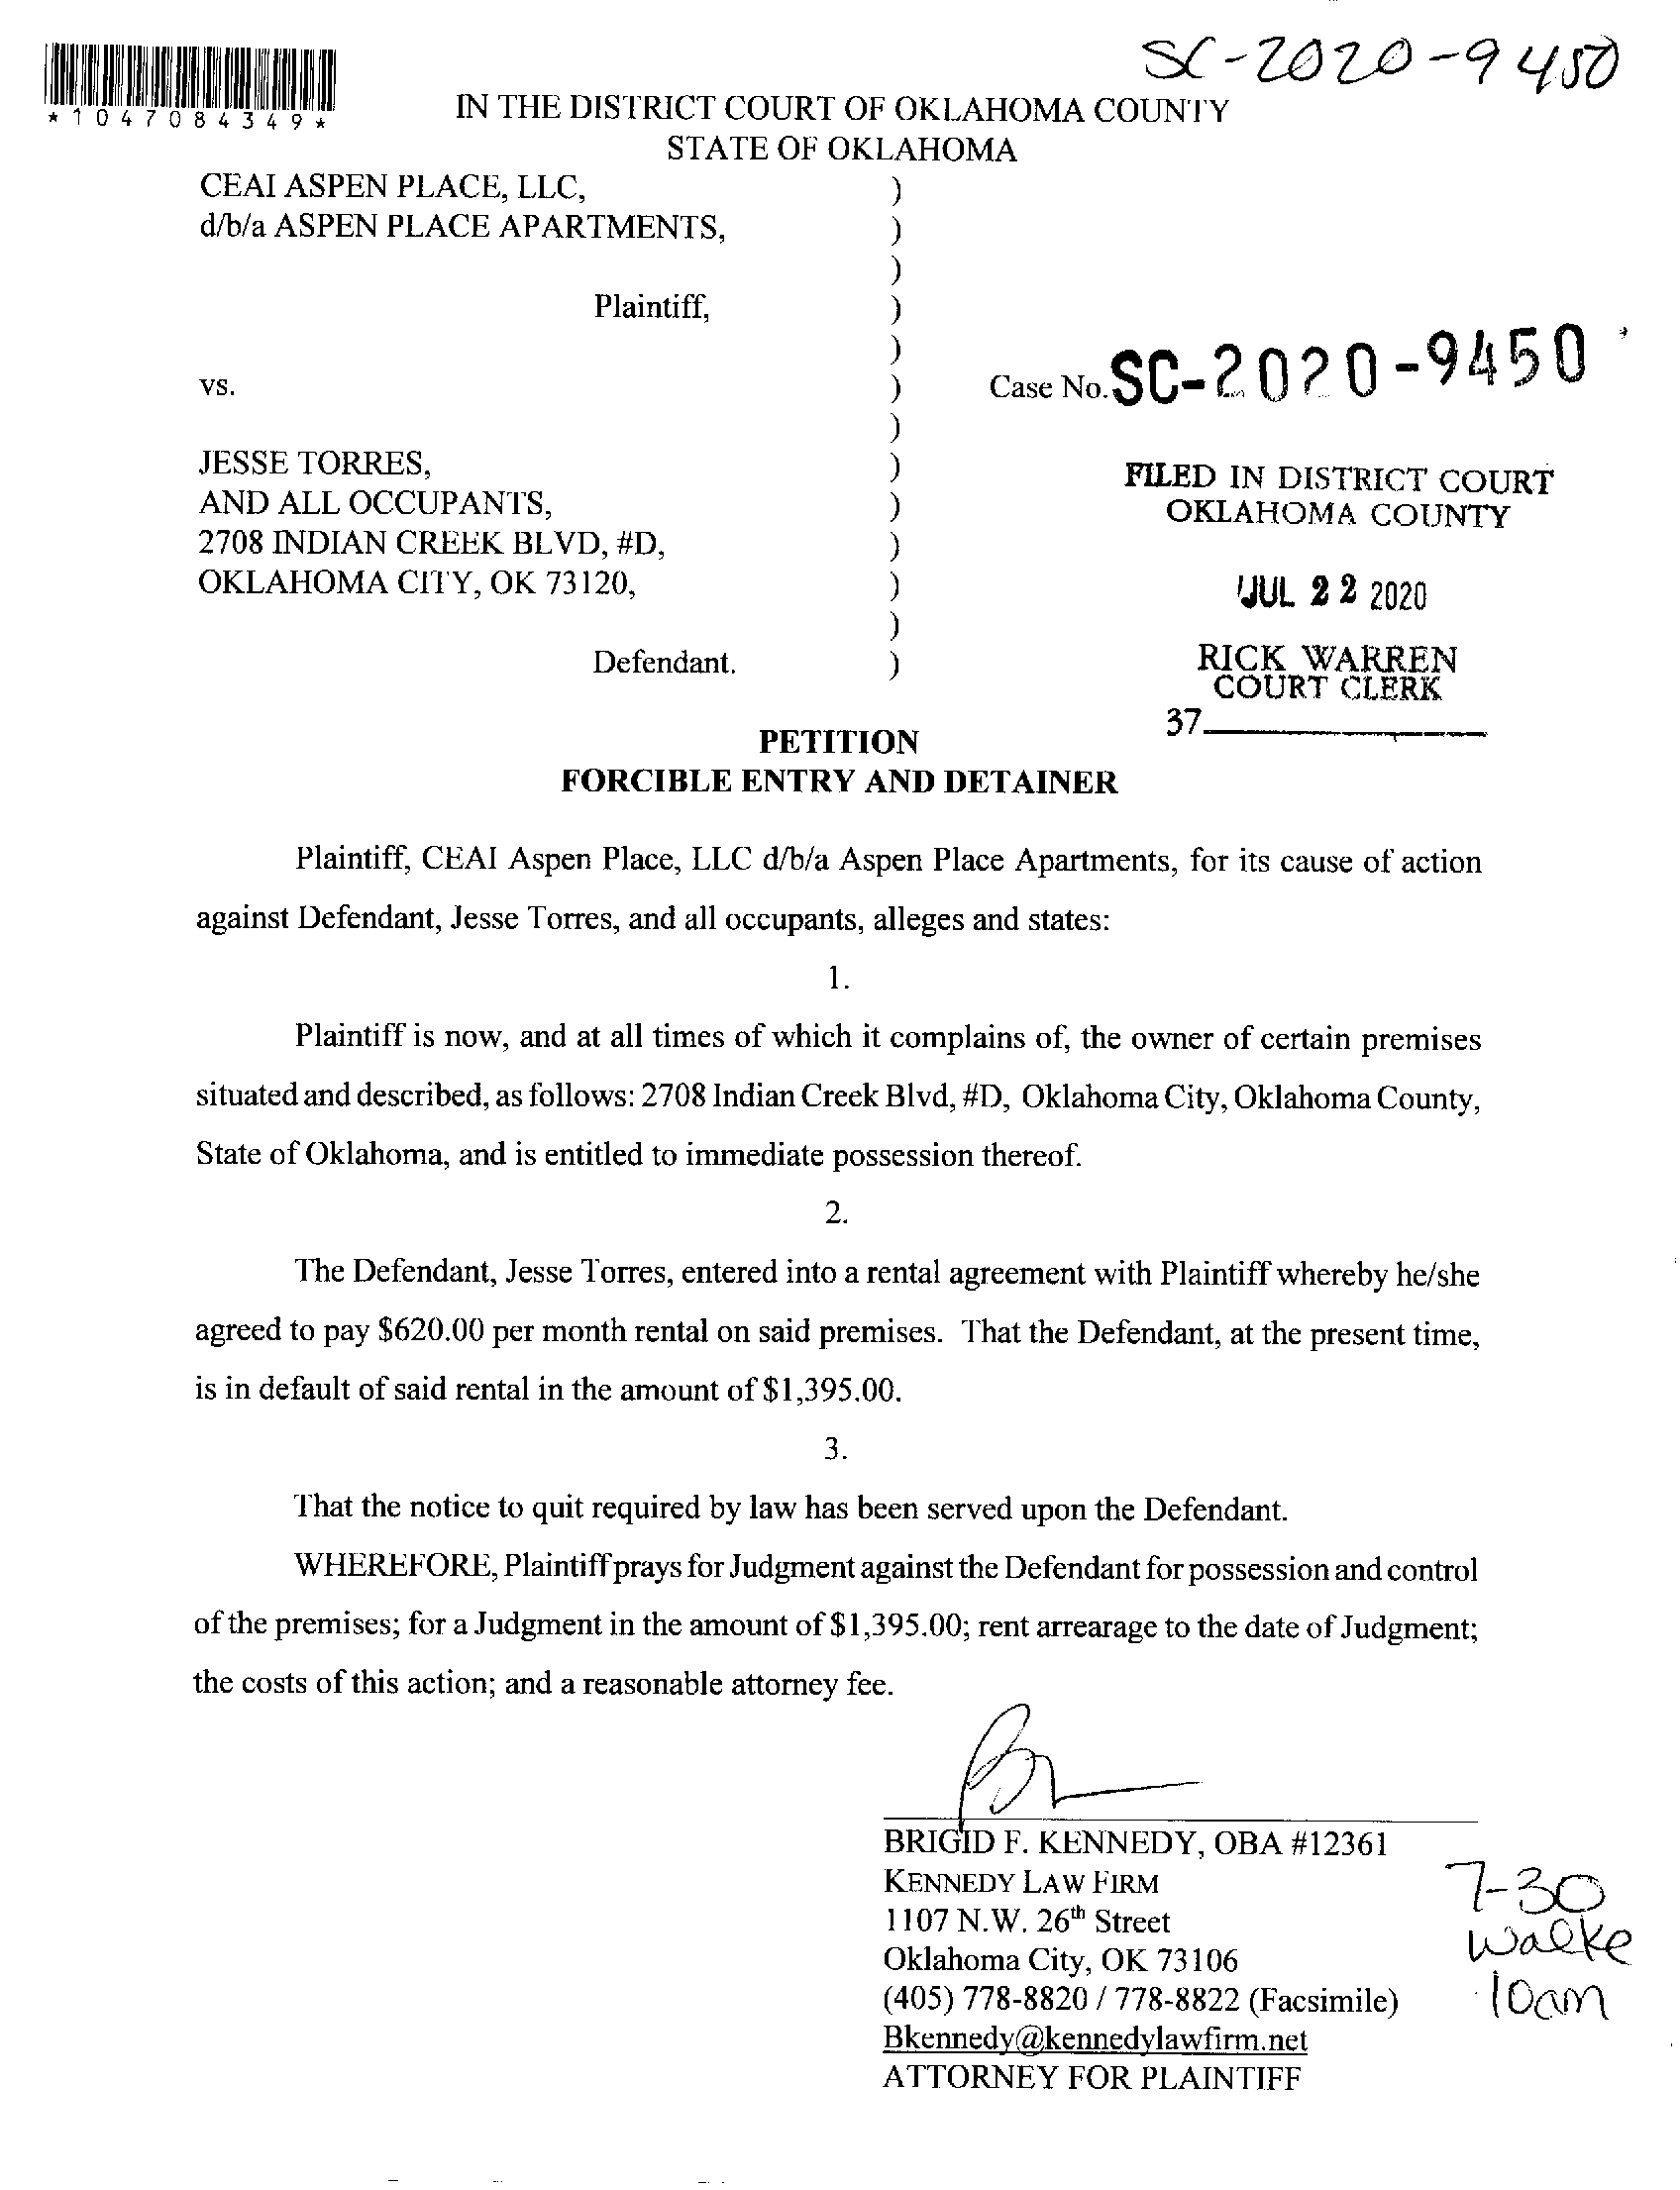 SC-2020-9450
*1047084349*
IN THE DISTRICT COURT OF OKLAHOMA COUNTY
STATE OF OKLAHOMA
CEAI ASPEN PLACE, LLC, )
d/b/a ASPEN PLACE APARTMENTS, )
)
Plaintiff, )
)
vs. ) Case No. SC-2020-9450
)
JESSE TORRES, )
AND ALL OCCUPANTS, )
2708 INDIAN CREEK BLVD, #D, )
OKLAHOMA CITY, OK 73120, )
)
Defendant. )
FILED IN DISTRICT COURT
OKLAHOMA COUNTY
JUL 22 2020
RICK WARREN
COURT CLERK
37
PETITION
FORCIBLE ENTRY AND DETAINER
Plaintiff, CEAI Aspen Place, LLC d/b/a Aspen Place Apartments, for its cause of action
against Defendant, Jesse Torres, and all occupants, alleges and states:
1.
Plaintiff is now, and at all times of which it complains of, the owner of certain premises
situated and described, as follows: 2708 Indian Creek Blvd, #D, Oklahoma City, Oklahoma County,
State of Oklahoma, and is entitled to immediate possession thereof.
2.
The Defendant, Jesse Torres, entered into a rental agreement with Plaintiff whereby he/she
agreed to pay $620.00 per month rental on said premises. That the Defendant, at the present time,
is in default of said rental in the amount of $1,395.00.
3.
That the notice to quit required by law has been served upon the Defendant.
WHEREFORE, Plaintiff prays for Judgment against the Defendant for possession and control
of the premises; for a Judgment in the amount of $1,395.00; rent arrearage to the date of Judgment;
the costs of this action; and a reasonable attorney fee.
BRIGID F. KENNEDY, OBA #12361
KENNEDY LAW FIRM
1107 N.W. 26th Street
Oklahoma City, OK 73106
(405) 778-8820 / 778-8822 (Facsimile)
Bkennedy@kennedylawfirm.net
ATTORNEY FOR PLAINTIFF
7-30
Walke
10am